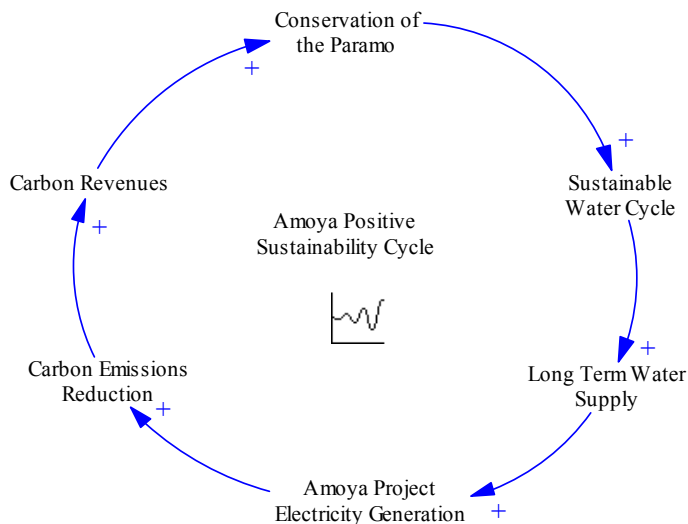 Conservation of
the Paramo
+
+
Carbon Revenues
Sustainable
Water Cycle
+
Amoya Positive
Sustainability Cycle
+
Carbon Emissions
Reduction
+
Long Term Water
Supply
Amoya Project
Electricity Generation
+